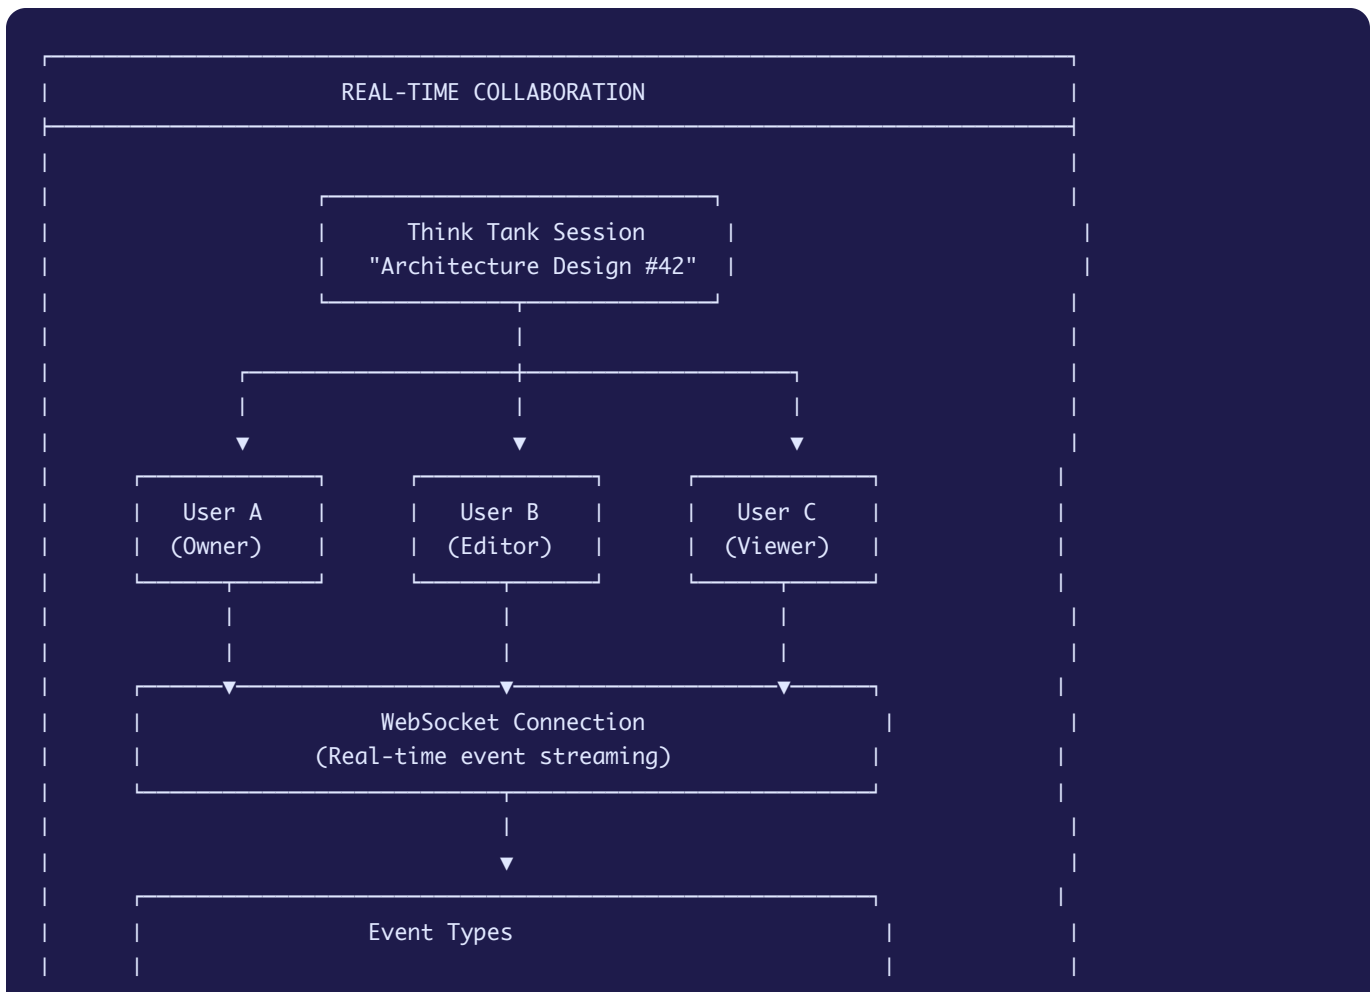 REAL-TIME COLLABORATION
Think Tank Session
"Architecture Design #42"
User A User B User C
(Owner) (Editor) (Viewer)
WebSocket Connection
(Real-time event streaming)
Event Types